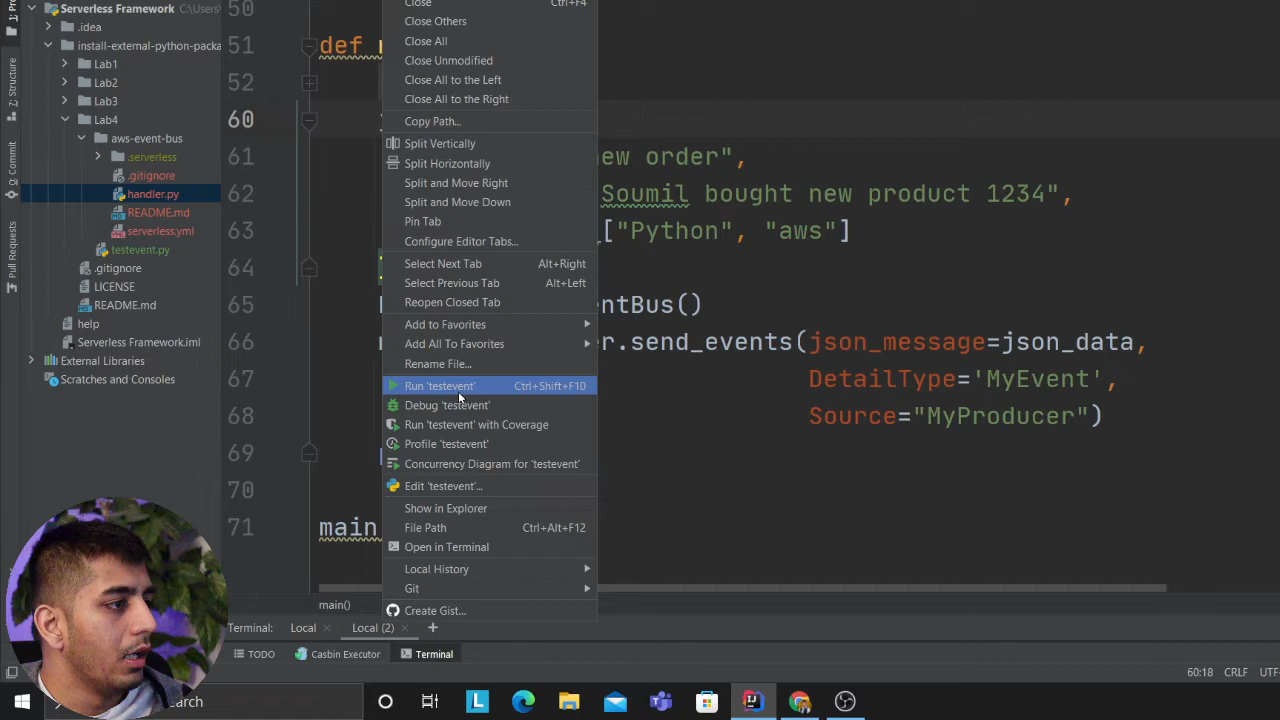 Serverless Framework C:\Users
.idea
install-external-python-packa
Lab1
Lab2
Lab3
Lab4
aws-event-bus
.serverless
.gitignore
handler.py
README.md
serverless.yml
testevent.py
.gitignore
LICENSE
README.md
help
Serverless Framework.iml
External Libraries
Scratches and Consoles
Z: Structure
Commit
Pull Requests
50
51 def
52
60
61 new order",
62 Soumil bought new product 1234",
63 ["Python", "aws"]
64
65 entBus()
66 r.send_events(json_message=json_data,
67 DetailType='MyEvent',
68 Source="MyProducer")
69
70
71 main
Close Ctrl+F4
Close Others
Close All
Close Unmodified
Close All to the Left
Close All to the Right
Copy Path...
Split Vertically
Split Horizontally
Split and Move Right
Split and Move Down
Pin Tab
Configure Editor Tabs...
Select Next Tab Alt+Right
Select Previous Tab Alt+Left
Reopen Closed Tab
Add to Favorites
Add All To Favorites
Rename File...
Run 'testevent' Ctrl+Shift+F10
Debug 'testevent'
Run 'testevent' with Coverage
Profile 'testevent'
Concurrency Diagram for 'testevent'
Edit 'testevent'...
Show in Explorer
File Path Ctrl+Alt+F12
Open in Terminal
Local History
Git
Create Gist...
main()
Terminal: Local Local (2)
TODO Casbin Executor Terminal
60:18 CRLF UTF-
Search